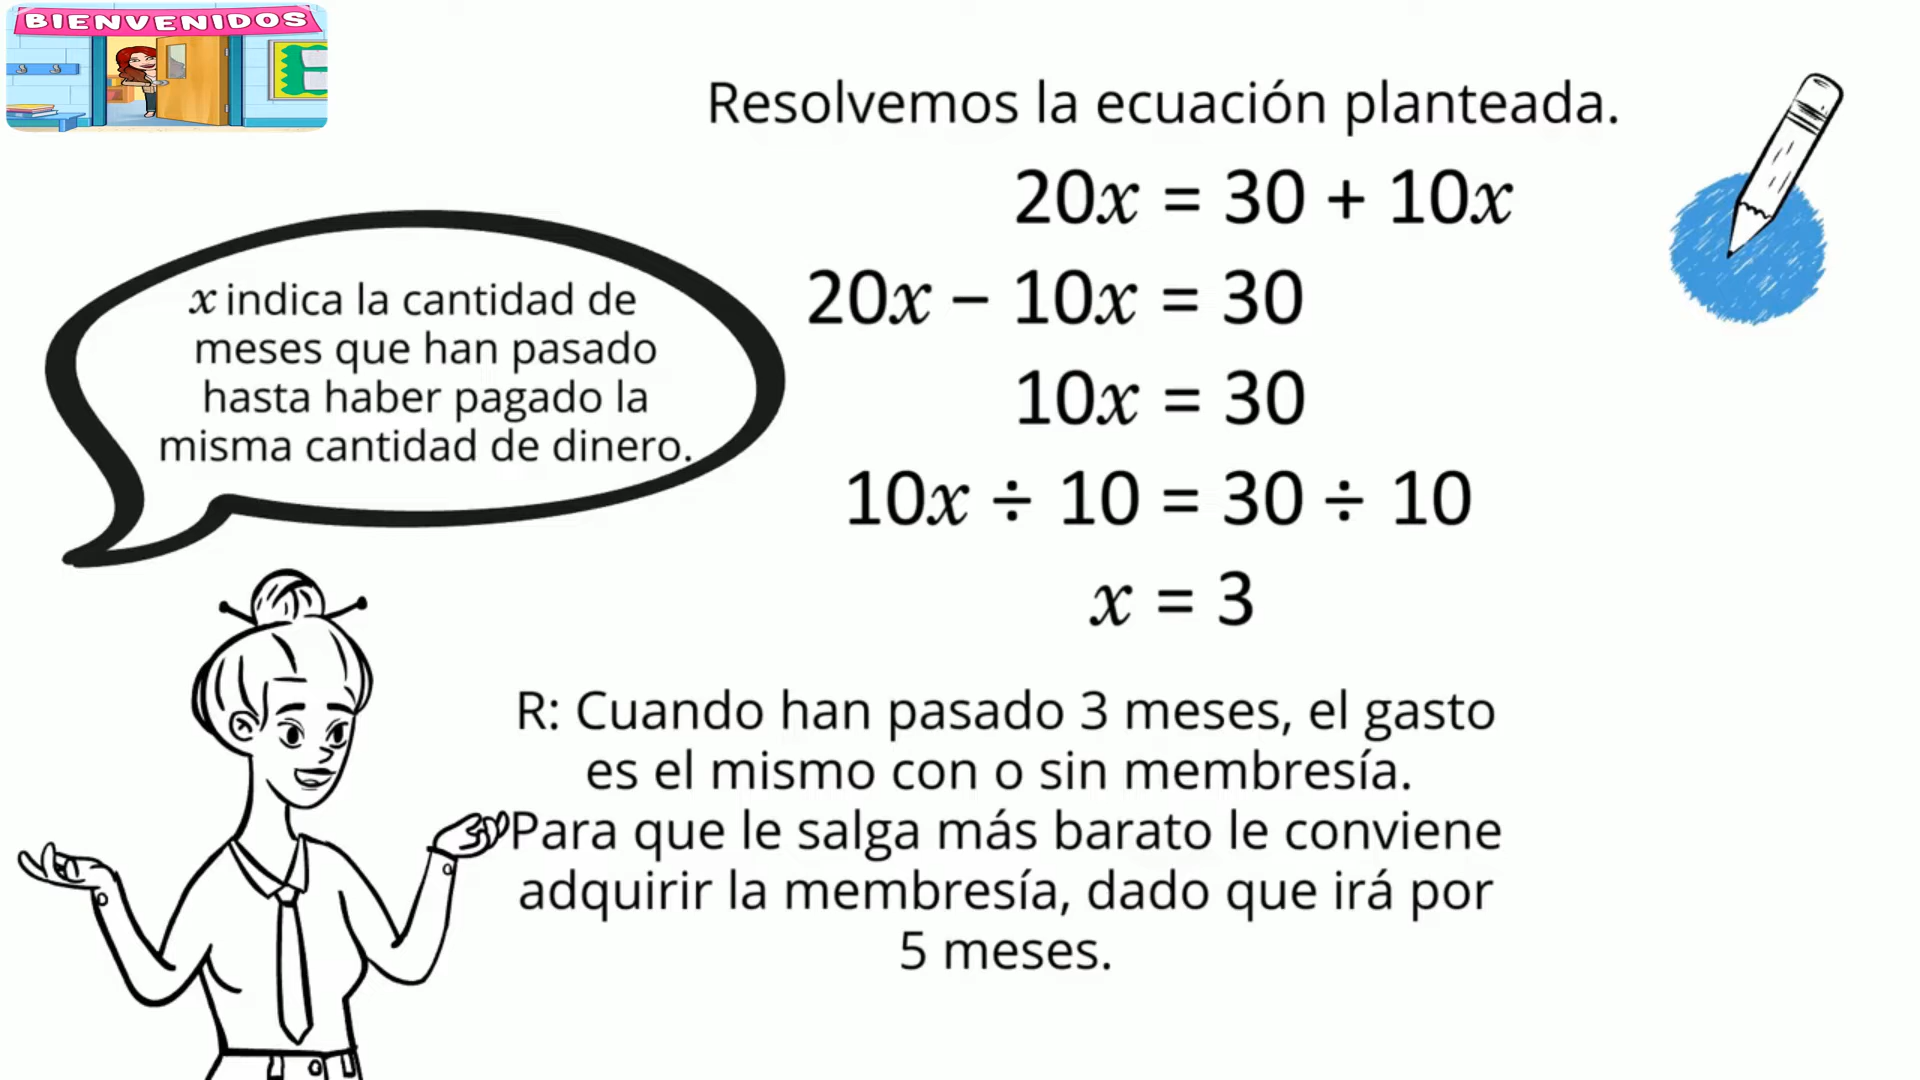 BIENVENIDOS
Resolvemos la ecuación planteada.
20x = 30 + 10x
20x − 10x = 30
10x = 30
10x ÷ 10 = 30 ÷ 10
x = 3
x indica la cantidad de
meses que han pasado
hasta haber pagado la
misma cantidad de dinero.
R: Cuando han pasado 3 meses, el gasto
es el mismo con o sin membresía.
Para que le salga más barato le conviene
adquirir la membresía, dado que irá por
5 meses.